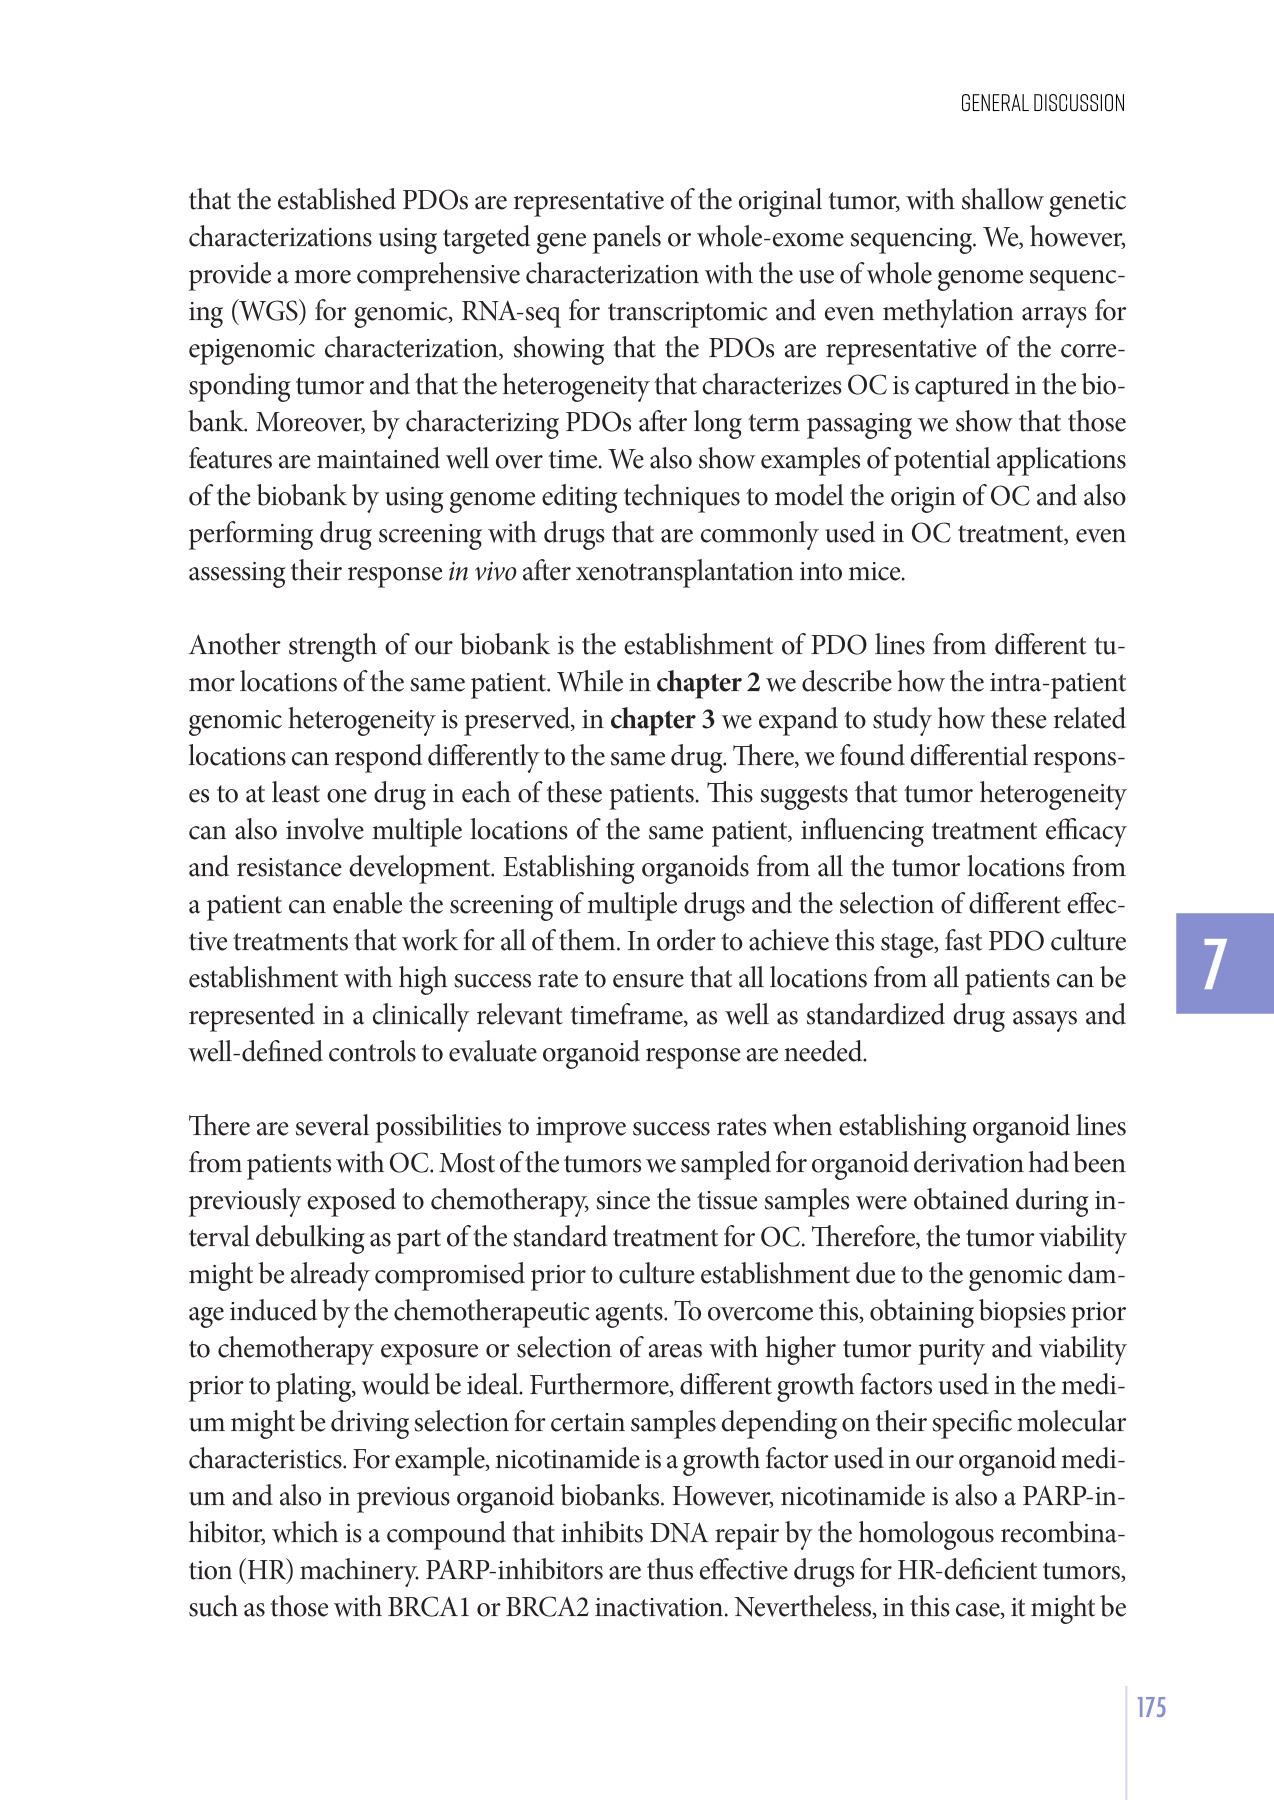 GENERAL DISCUSSION
that the established PDOs are representative of the original tumor, with shallow genetic
characterizations using targeted gene panels or whole-exome sequencing. We, however,
provide a more comprehensive characterization with the use of whole genome sequenc-
ing (WGS) for genomic, RNA-seq for transcriptomic and even methylation arrays for
epigenomic characterization, showing that the PDOs are representative of the corre-
sponding tumor and that the heterogeneity that characterizes OC is captured in the bio-
bank. Moreover, by characterizing PDOs after long term passaging we show that those
features are maintained well over time. We also show examples of potential applications
of the biobank by using genome editing techniques to model the origin of OC and also
performing drug screening with drugs that are commonly used in OC treatment, even
assessing their response in vivo after xenotransplantation into mice.
Another strength of our biobank is the establishment of PDO lines from different tu-
mor locations of the same patient. While in chapter 2 we describe how the intra-patient
genomic heterogeneity is preserved, in chapter 3 we expand to study how these related
locations can respond differently to the same drug. There, we found differential respons-
es to at least one drug in each of these patients. This suggests that tumor heterogeneity
can also involve multiple locations of the same patient, influencing treatment efficacy
and resistance development. Establishing organoids from all the tumor locations from
a patient can enable the screening of multiple drugs and the selection of different effec-
tive treatments that work for all of them. In order to achieve this stage, fast PDO culture
establishment with high success rate to ensure that all locations from all patients can be
represented in a clinically relevant timeframe, as well as standardized drug assays and
well-defined controls to evaluate organoid response are needed.
7
There are several possibilities to improve success rates when establishing organoid lines
from patients with OC. Most of the tumors we sampled for organoid derivation had been
previously exposed to chemotherapy, since the tissue samples were obtained during in-
terval debulking as part of the standard treatment for OC. Therefore, the tumor viability
might be already compromised prior to culture establishment due to the genomic dam-
age induced by the chemotherapeutic agents. To overcome this, obtaining biopsies prior
to chemotherapy exposure or selection of areas with higher tumor purity and viability
prior to plating, would be ideal. Furthermore, different growth factors used in the medi-
um might be driving selection for certain samples depending on their specific molecular
characteristics. For example, nicotinamide is a growth factor used in our organoid medi-
um and also in previous organoid biobanks. However, nicotinamide is also a PARP-in-
hibitor, which is a compound that inhibits DNA repair by the homologous recombina-
tion (HR) machinery. PARP-inhibitors are thus effective drugs for HR-deficient tumors,
such as those with BRCA1 or BRCA2 inactivation. Nevertheless, in this case, it might be
175